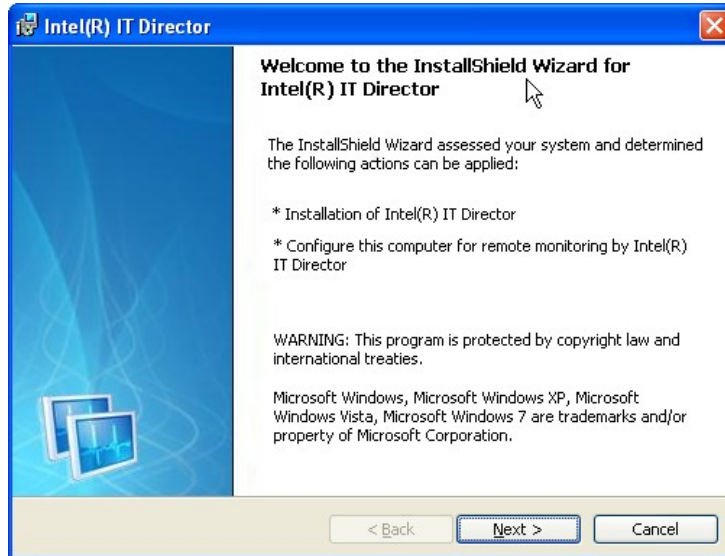 Intel(R) IT Director
Welcome to the InstallShield Wizard for
Intel(R) IT Director
The InstallShield Wizard assessed your system and determined
the following actions can be applied:
* Installation of Intel(R) IT Director
* Configure this computer for remote monitoring by Intel(R)
IT Director
WARNING: This program is protected by copyright law and
international treaties.
Microsoft Windows, Microsoft Windows XP, Microsoft
Windows Vista, Microsoft Windows 7 are trademarks and/or
property of Microsoft Corporation.
< Back Next > Cancel